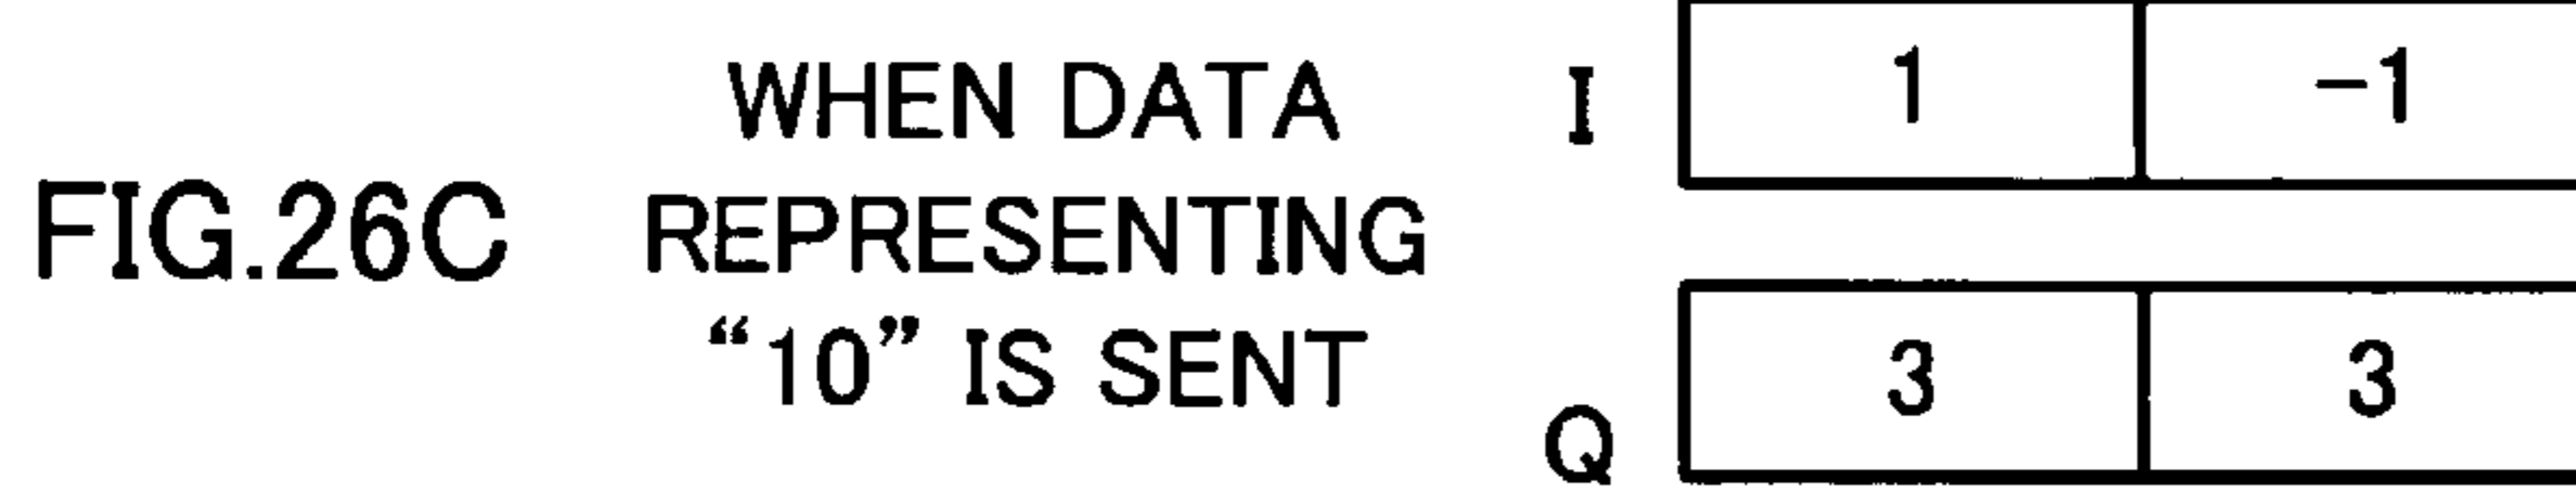 FIG.26C
WHEN DATA
REPRESENTING
“10” IS SENT
I 1 −1
Q 3 3